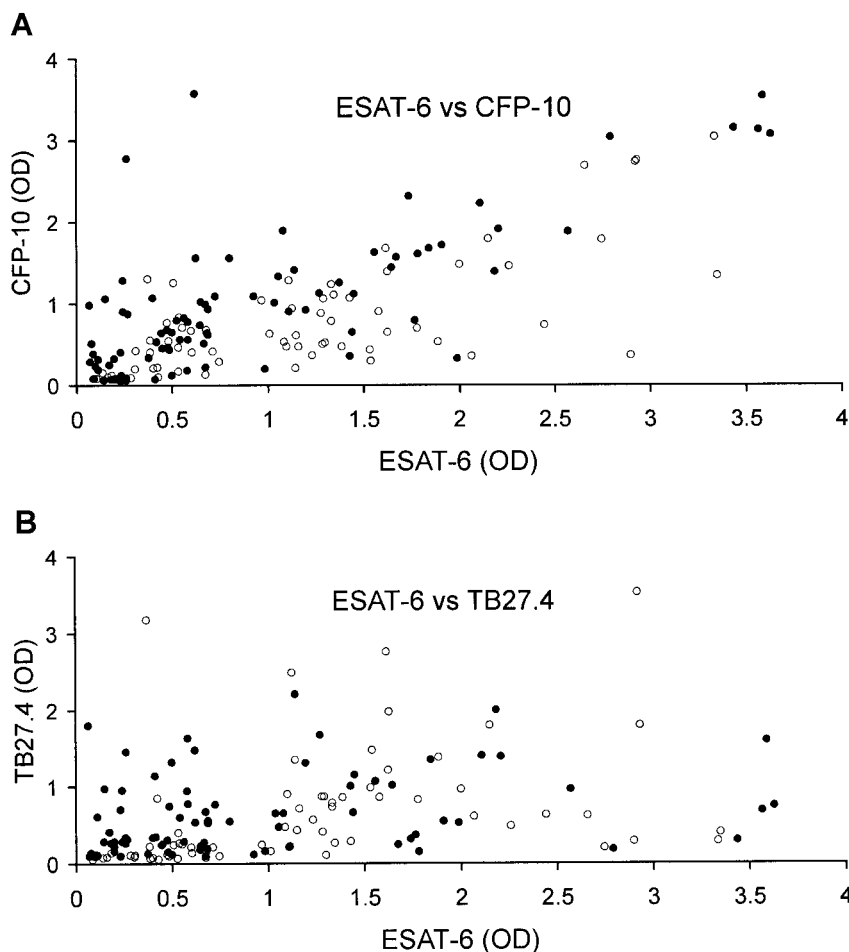 A
4
ESAT-6 vs CFP-10
3
CFP-10 (OD)
2
1
0
0 0.5 1 1.5 2 2.5 3 3.5 4
ESAT-6 (OD)
B
4
ESAT-6 vs TB27.4
3
TB27.4 (OD)
2
1
0
0 0.5 1 1.5 2 2.5 3 3.5 4
ESAT-6 (OD)